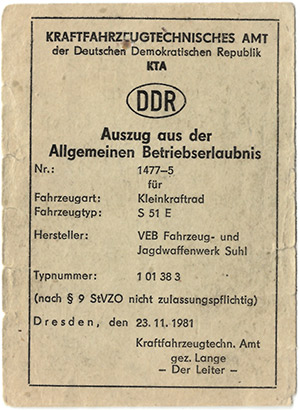 KRAFTFAHRZEUGTECHNISCHES AMT
der Deutschen Demokratischen Republik
KTA
DDR
Auszug aus der
Allgemeinen Betriebserlaubnis
Nr.: 1477–5
für
Fahrzeugart: Kleinkraftrad
Fahrzeugtyp: S 51 E
Hersteller: VEB Fahrzeug- und
Jagdwaffenwerk Suhl
Typnummer: 1 01 38 3
(nach § 9 StVZO nicht zulassungspflichtig)
Dresden, den 23. 11. 1981
Kraftfahrzeugtechn. Amt
gez. Lange
– Der Leiter –